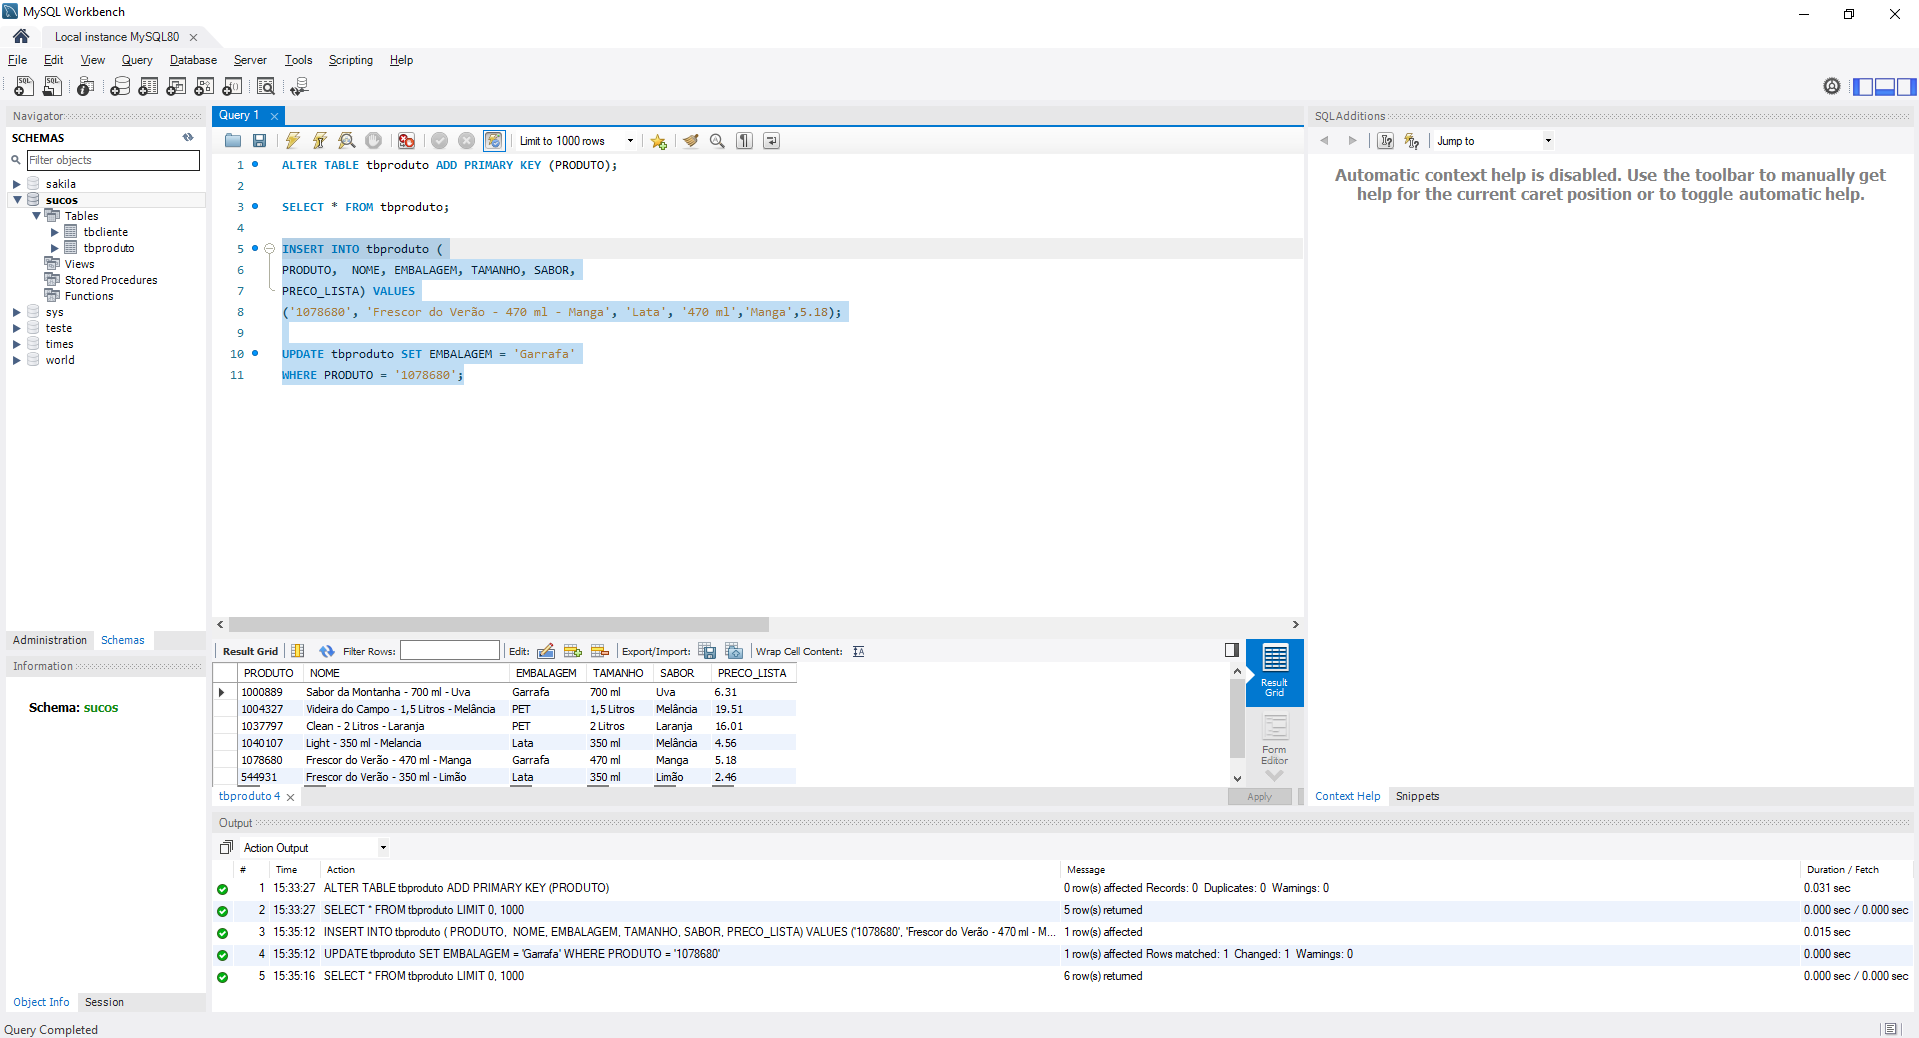 MySQL Workbench
Local instance MySQL80
File Edit View Query Database Server Tools Scripting Help
Navigator
SCHEMAS
Filter objects
sakila
sucos
Tables
tbcliente
tbproduto
Views
Stored Procedures
Functions
sys
teste
times
world
Administration Schemas
Information
Schema: sucos
Object Info Session
Query 1
Limit to 1000 rows
1 ALTER TABLE tbproduto ADD PRIMARY KEY (PRODUTO);
2
3 SELECT * FROM tbproduto;
4
5 INSERT INTO tbproduto (
6 PRODUTO,  NOME, EMBALAGEM, TAMANHO, SABOR,
7 PRECO_LISTA) VALUES
8 ('1078680', 'Frescor do Verão - 470 ml - Manga', 'Lata', '470 ml','Manga',5.18);
9
10 UPDATE tbproduto SET EMBALAGEM = 'Garrafa'
11 WHERE PRODUTO = '1078680';
Result Grid Filter Rows: Edit: Export/Import: Wrap Cell Content:
PRODUTO NOME EMBALAGEM TAMANHO SABOR PRECO_LISTA
1000889 Sabor da Montanha - 700 ml - Uva Garrafa 700 ml Uva 6.31
1004327 Videira do Campo - 1,5 Litros - Melância PET 1,5 Litros Melância 19.51
1037797 Clean - 2 Litros - Laranja PET 2 Litros Laranja 16.01
1040107 Light - 350 ml - Melancia Lata 350 ml Melância 4.56
1078680 Frescor do Verão - 470 ml - Manga Garrafa 470 ml Manga 5.18
544931 Frescor do Verão - 350 ml - Limão Lata 350 ml Limão 2.46
Result
Grid
Form
Editor
tbproduto 4
Apply
SQLAdditions
Jump to
Automatic context help is disabled. Use the toolbar to manually get
help for the current caret position or to toggle automatic help.
Context Help Snippets
Output
Action Output
# Time Action Message Duration / Fetch
1 15:33:27 ALTER TABLE tbproduto ADD PRIMARY KEY (PRODUTO) 0 row(s) affected Records: 0  Duplicates: 0  Warnings: 0 0.031 sec
2 15:33:27 SELECT * FROM tbproduto LIMIT 0, 1000 5 row(s) returned 0.000 sec / 0.000 sec
3 15:35:12 INSERT INTO tbproduto ( PRODUTO,  NOME, EMBALAGEM, TAMANHO, SABOR, PRECO_LISTA) VALUES ('1078680', 'Frescor do Verão - 470 ml - M... 1 row(s) affected 0.015 sec
4 15:35:12 UPDATE tbproduto SET EMBALAGEM = 'Garrafa' WHERE PRODUTO = '1078680' 1 row(s) affected Rows matched: 1  Changed: 1  Warnings: 0 0.000 sec
5 15:35:16 SELECT * FROM tbproduto LIMIT 0, 1000 6 row(s) returned 0.000 sec / 0.000 sec
Query Completed